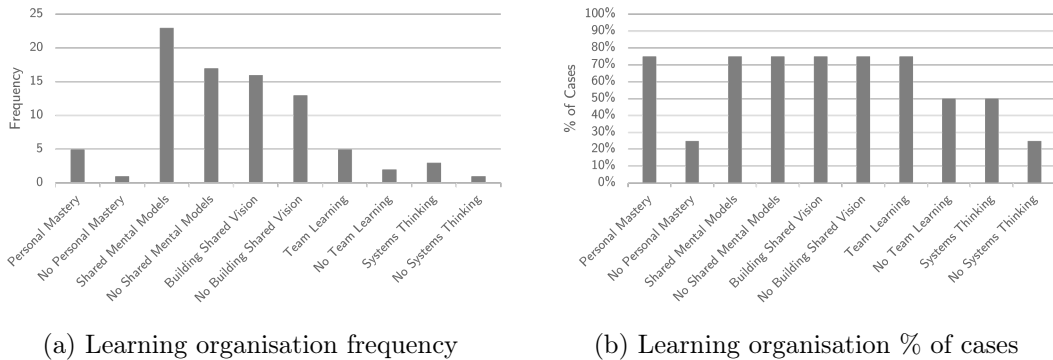 25
20
15
10
5
0
Frequency
Personal Mastery
No Personal Mastery
Shared Mental Models
No Shared Mental Models
Building Shared Vision
No Building Shared Vision
Team Learning
No Team Learning
Systems Thinking
No Systems Thinking
(a) Learning organisation frequency
100%
90%
80%
70%
60%
50%
40%
30%
20%
10%
0%
% of Cases
Personal Mastery
No Personal Mastery
Shared Mental Models
No Shared Mental Models
Building Shared Vision
No Building Shared Vision
Team Learning
No Team Learning
Systems Thinking
No Systems Thinking
(b) Learning organisation % of cases